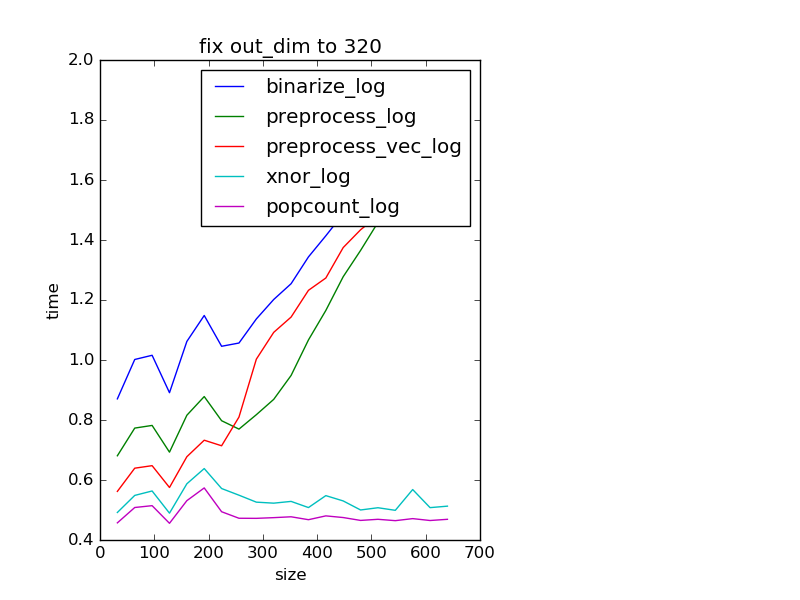 fix out_dim to 320
2.0
1.8
1.6
1.4
1.2
1.0
0.8
0.6
0.4
time
binarize_log
preprocess_log
preprocess_vec_log
xnor_log
popcount_log
0 100 200 300 400 500 600 700
size